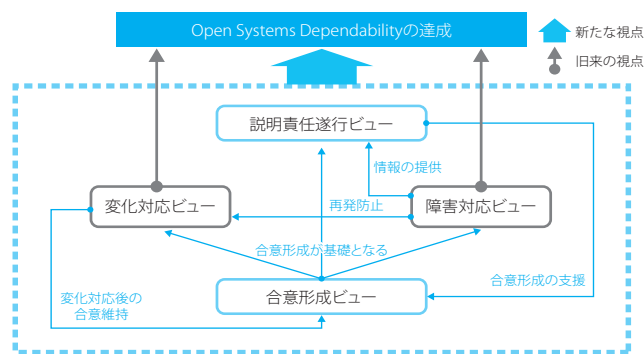 Open Systems Dependabilityの達成
新たな視点
旧来の視点
説明責任遂行ビュー
情報の提供
変化対応ビュー
再発防止
障害対応ビュー
合意形成が基礎となる
変化対応後の
合意維持
合意形成ビュー
合意形成の支援